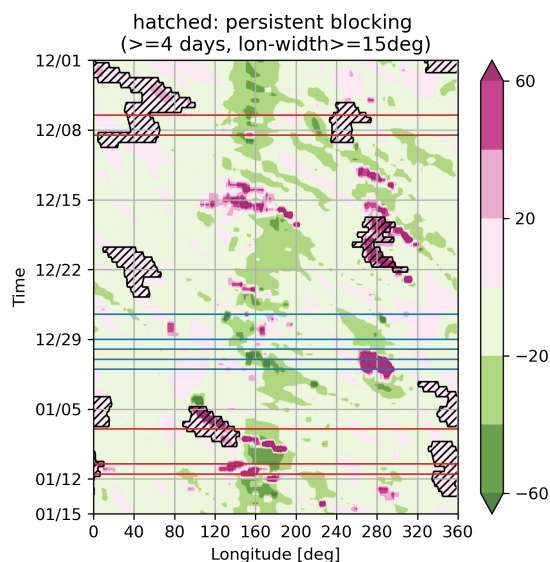 hatched: persistent blocking
(>=4 days, lon-width>=15deg)
12/01
12/08
12/15
12/22
12/29
01/05
01/12
01/15
Time
0 40 80 120 160 200 240 280 320 360
Longitude [deg]
60
20
−20
−60